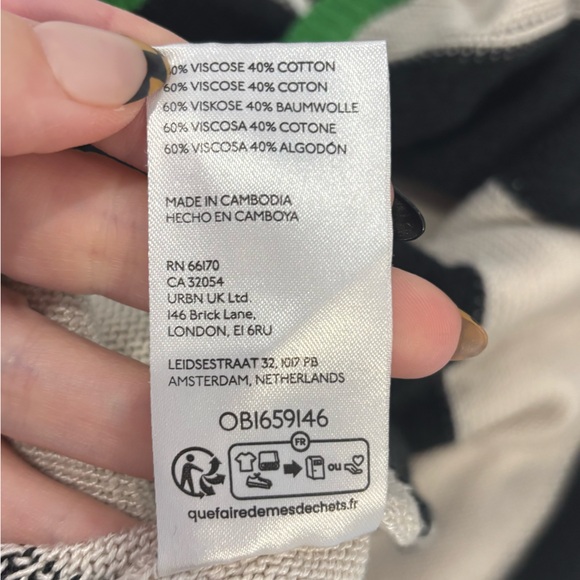 60% VISCOSE 40% COTTON
60% VISCOSE 40% COTON
60% VISKOSE 40% BAUMWOLLE
60% VISCOSA 40% COTONE
60% VISCOSA 40% ALGODÓN
MADE IN CAMBODIA
HECHO EN CAMBOYA
RN 66170
CA 32054
URBN UK Ltd
146 Brick Lane,
LONDON, E1 6RU
LEIDSESTRAAT 32, 1017 PB
AMSTERDAM, NETHERLANDS
OB1659146
FR
OU
quefairedemesdechets.fr